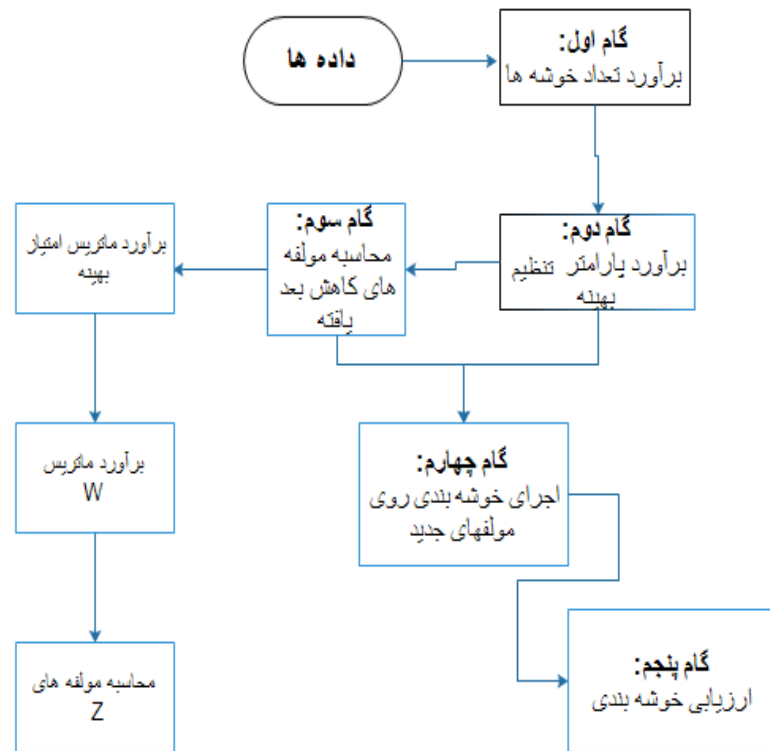 داده ها
گام اول:
برآورد تعداد خوشه ها
گام دوم:
برآورد پارامتر تنظیم
بهینه
گام سوم:
محاسبه مولفه
های کاهش بعد
یافته
برآورد ماتریس امتیاز
بهینه
برآورد ماتریس
W
محاسبه مولفه های
Z
گام چهارم:
اجرای خوشه بندی روی
مولفهای جدید
گام پنجم:
ارزیابی خوشه بندی